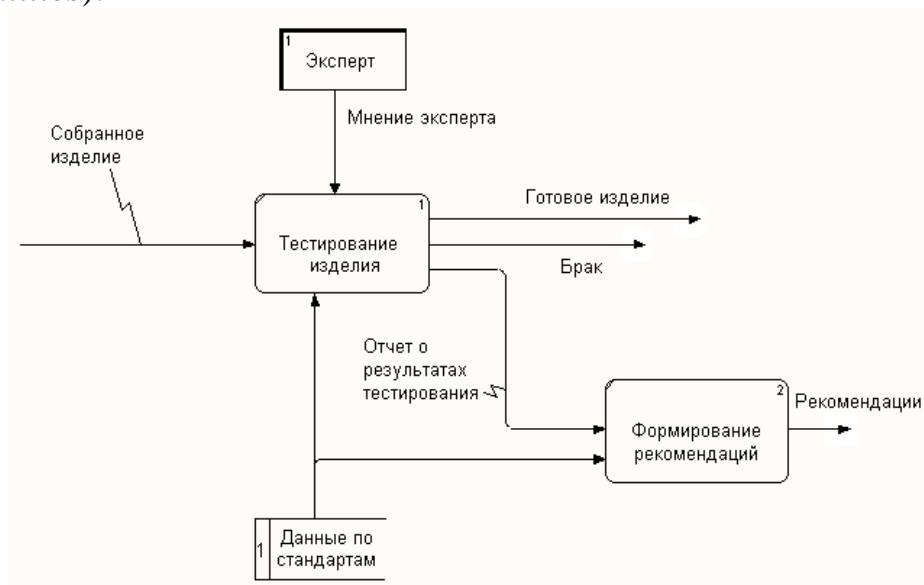 1
Эксперт
Мнение эксперта
Собранное
изделие
1
Тестирование
изделия
Готовое изделие
Брак
Отчет о
результатах
тестирования
2
Формирование
рекомендаций
Рекомендации
1
Данные по
стандартам